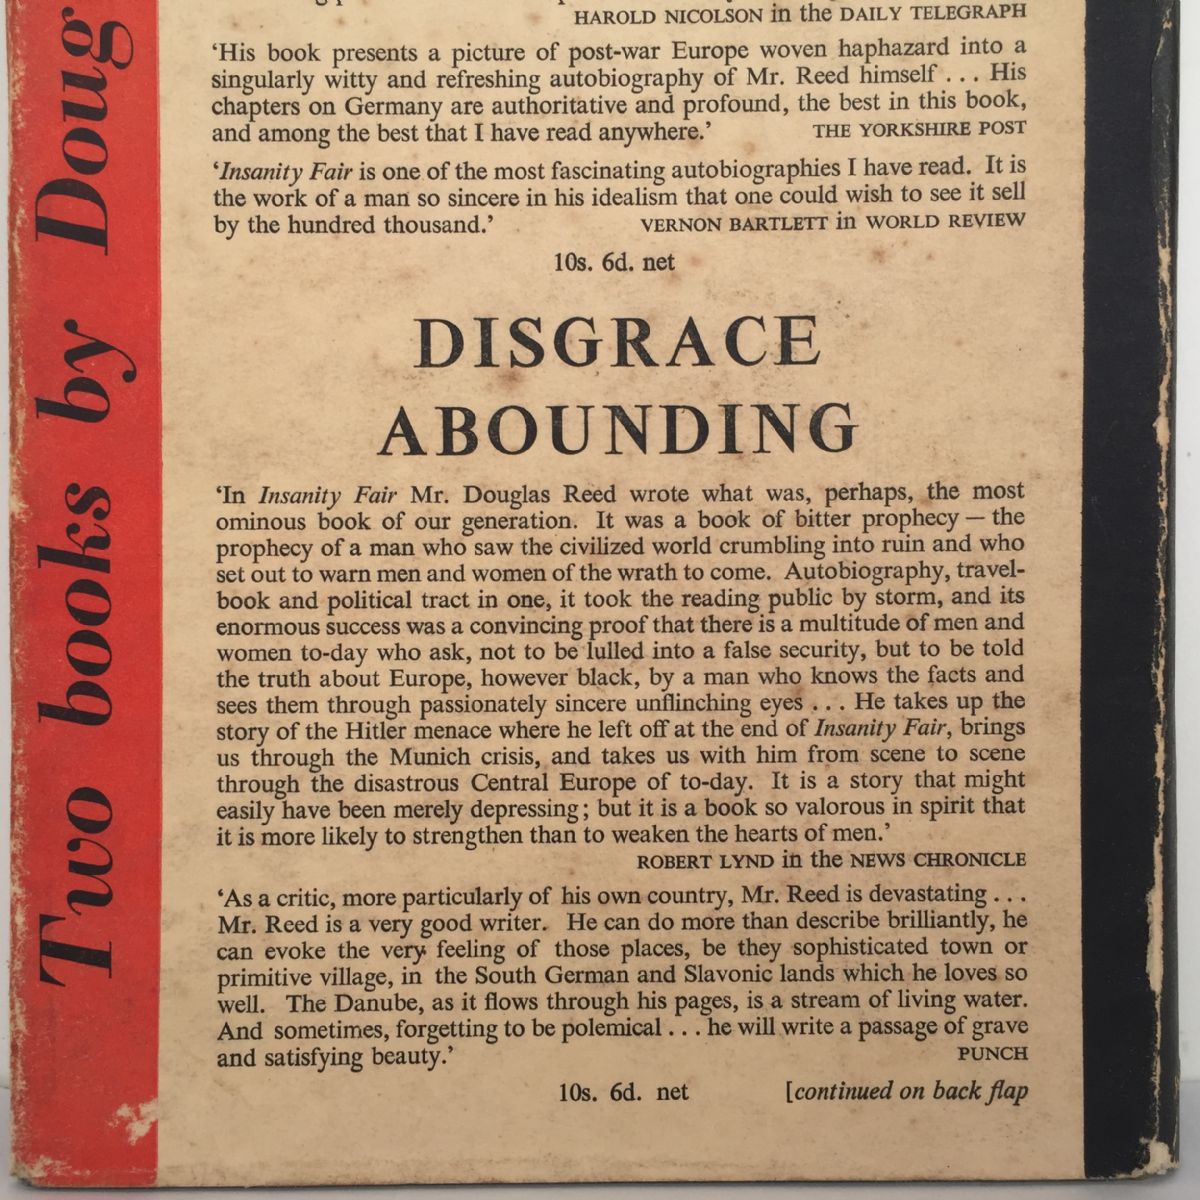 HAROLD NICOLSON in the DAILY TELEGRAPH
‘His book presents a picture of post-war Europe woven haphazard into a
singularly witty and refreshing autobiography of Mr. Reed himself . . . His
chapters on Germany are authoritative and profound, the best in this book,
and among the best that I have read anywhere.’ THE YORKSHIRE POST
‘Insanity Fair is one of the most fascinating autobiographies I have read. It is
the work of a man so sincere in his idealism that one could wish to see it sell
by the hundred thousand.’ VERNON BARTLETT in WORLD REVIEW
10s. 6d. net
DISGRACE
ABOUNDING
‘In Insanity Fair Mr. Douglas Reed wrote what was, perhaps, the most
ominous book of our generation. It was a book of bitter prophecy — the
prophecy of a man who saw the civilized world crumbling into ruin and who
set out to warn men and women of the wrath to come. Autobiography, travel-
book and political tract in one, it took the reading public by storm, and its
enormous success was a convincing proof that there is a multitude of men and
women to-day who ask, not to be lulled into a false security, but to be told
the truth about Europe, however black, by a man who knows the facts and
sees them through passionately sincere unflinching eyes . . . He takes up the
story of the Hitler menace where he left off at the end of Insanity Fair, brings
us through the Munich crisis, and takes us with him from scene to scene
through the disastrous Central Europe of to-day. It is a story that might
easily have been merely depressing; but it is a book so valorous in spirit that
it is more likely to strengthen than to weaken the hearts of men.’
ROBERT LYND in the NEWS CHRONICLE
‘As a critic, more particularly of his own country, Mr. Reed is devastating . . .
Mr. Reed is a very good writer. He can do more than describe brilliantly, he
can evoke the very feeling of those places, be they sophisticated town or
primitive village, in the South German and Slavonic lands which he loves so
well. The Danube, as it flows through his pages, is a stream of living water.
And sometimes, forgetting to be polemical . . . he will write a passage of grave
and satisfying beauty.’ PUNCH
10s. 6d. net [continued on back flap
Two books by Doug